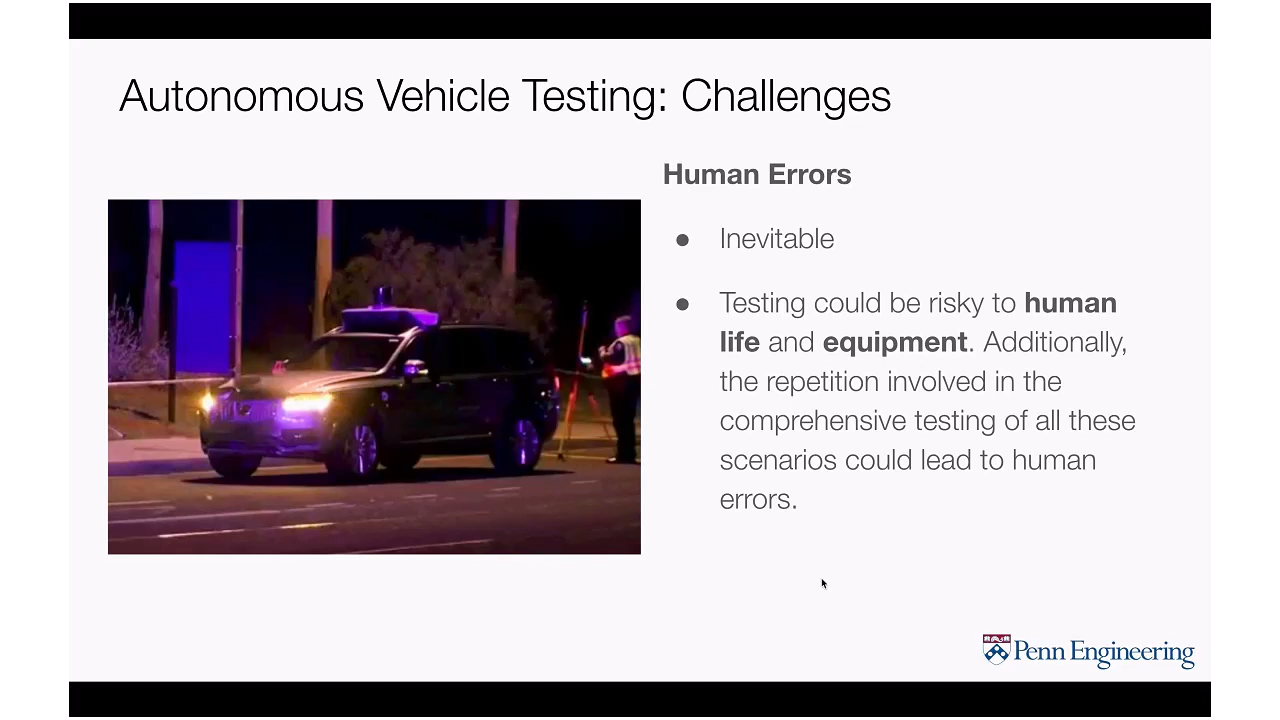 Autonomous Vehicle Testing: Challenges
Human Errors
● Inevitable
● Testing could be risky to human
life and equipment. Additionally,
the repetition involved in the
comprehensive testing of all these
scenarios could lead to human
errors.
Penn Engineering